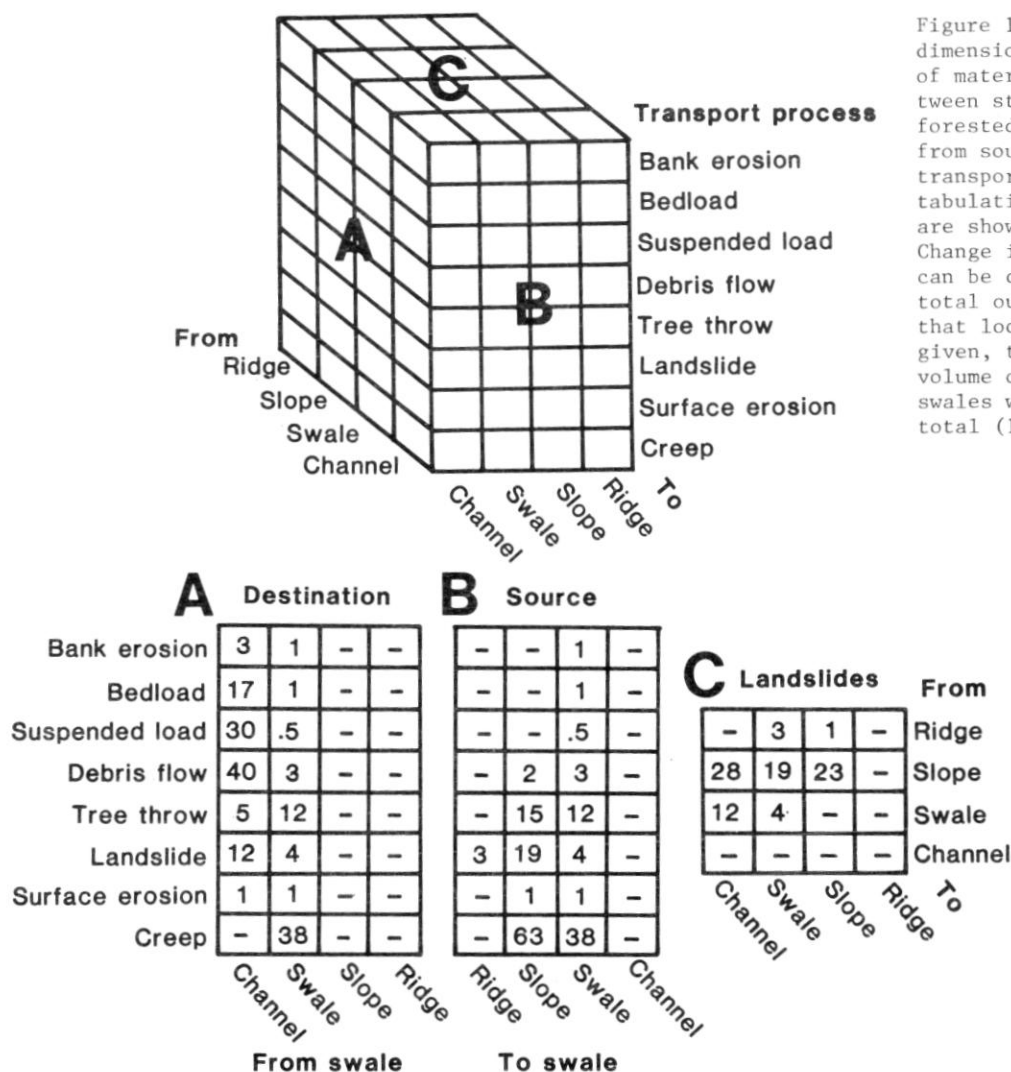 C
Transport process
Bank erosion
Bedload
Suspended load
Debris flow
Tree throw
Landslide
Surface erosion
Creep
A
B
From
Ridge
Slope
Swale
Channel
Channel
Swale
Slope
Ridge
To
Figure 1
dimension
of mater
tween st
forested
from sou
transpor
tabulati
are show
Change i
can be
total ou
that loc
given, t
volume
swales w
total (
A Destination
Bank erosion 3 1 - -
Bedload 17 1 - -
Suspended load 30 .5 - -
Debris flow 40 3 - -
Tree throw 5 12 - -
Landslide 12 4 - -
Surface erosion 1 1 - -
Creep - 38 - -
Channel
Swale
Slope
Ridge
From swale
B Source
- - 1 -
- - 1 -
- - .5 -
- 2 3 -
- 15 12 -
3 19 4 -
- 1 1 -
- 63 38 -
Ridge
Slope
Swale
Channel
To swale
C Landslides From
- 3 1 - Ridge
28 19 23 - Slope
12 4 - - Swale
- - - - Channel
Channel
Swale
Slope
Ridge
To